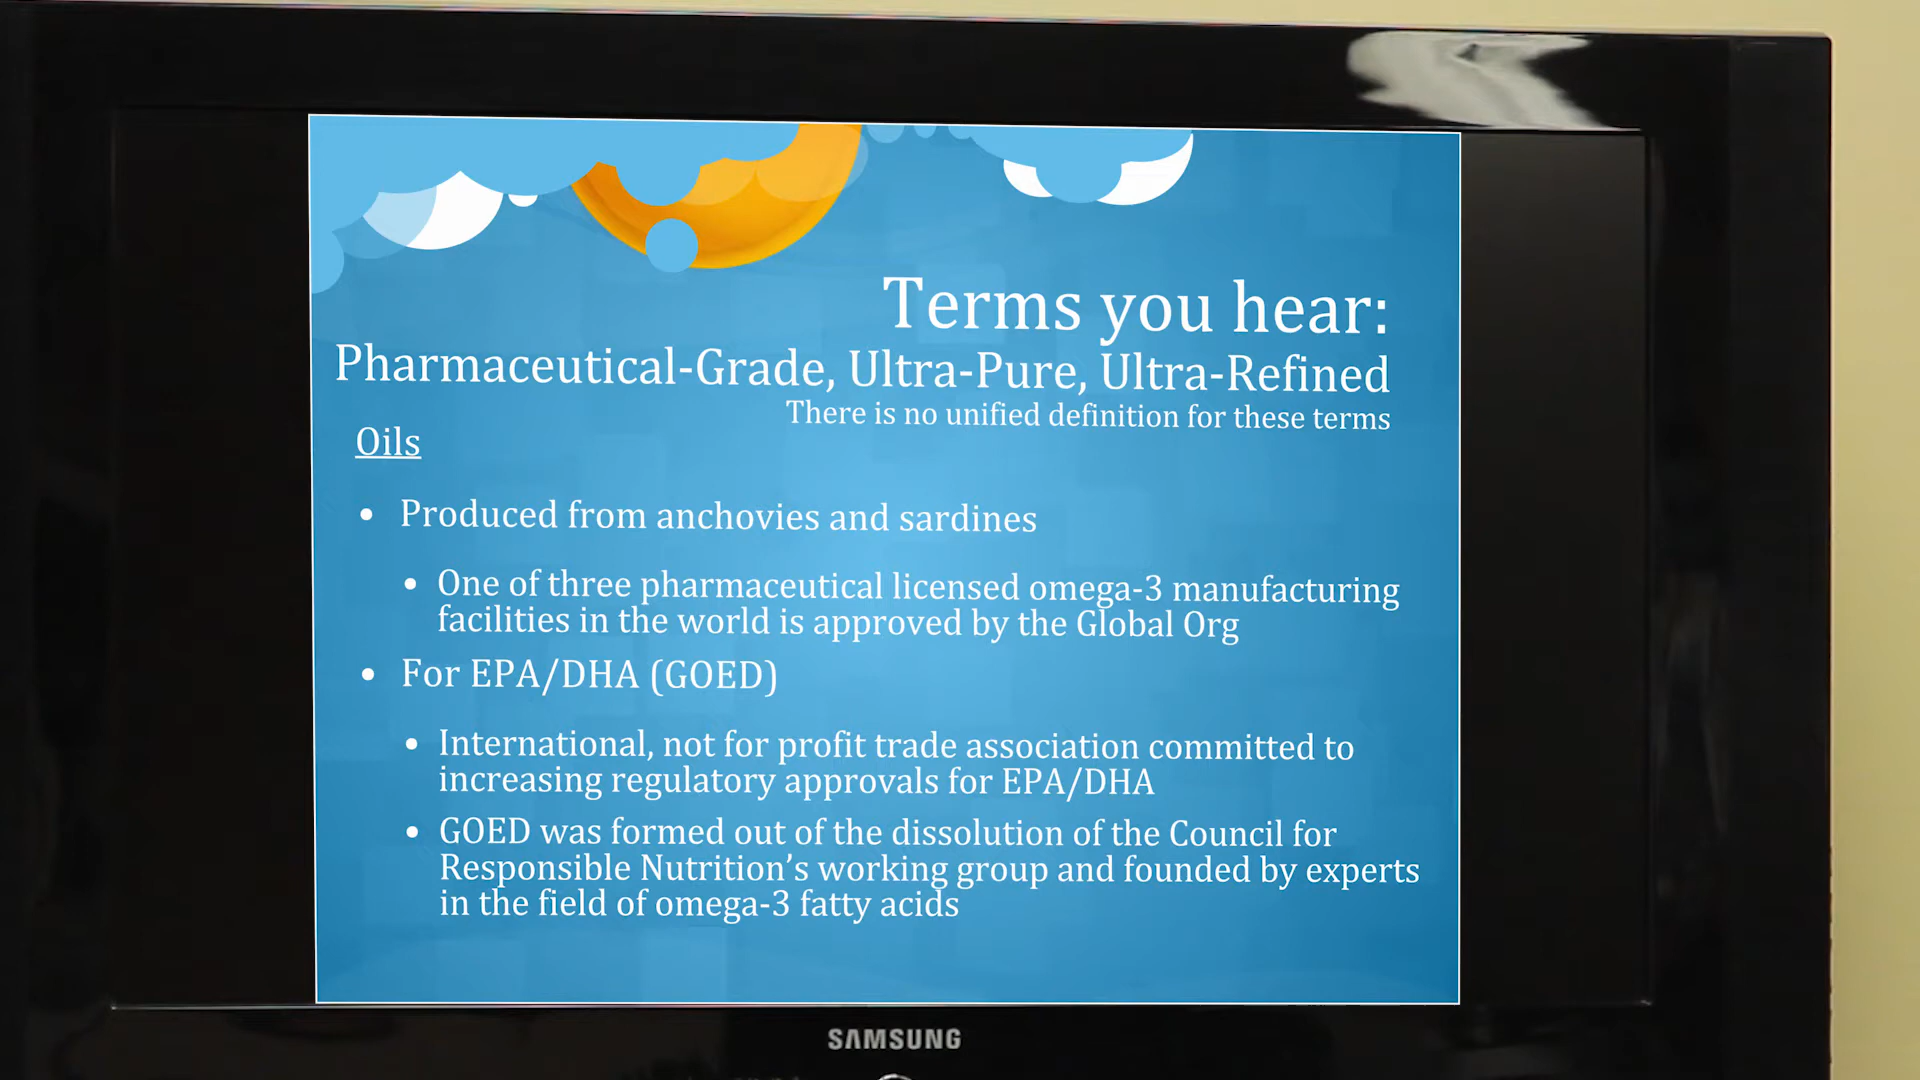 Terms you hear:
Pharmaceutical-Grade, Ultra-Pure, Ultra-Refined
There is no unified definition for these terms
Oils
• Produced from anchovies and sardines
• One of three pharmaceutical licensed omega-3 manufacturing
facilities in the world is approved by the Global Org
• For EPA/DHA (GOED)
• International, not for profit trade association committed to
increasing regulatory approvals for EPA/DHA
• GOED was formed out of the dissolution of the Council for
Responsible Nutrition’s working group and founded by experts
in the field of omega-3 fatty acids
SAMSUNG